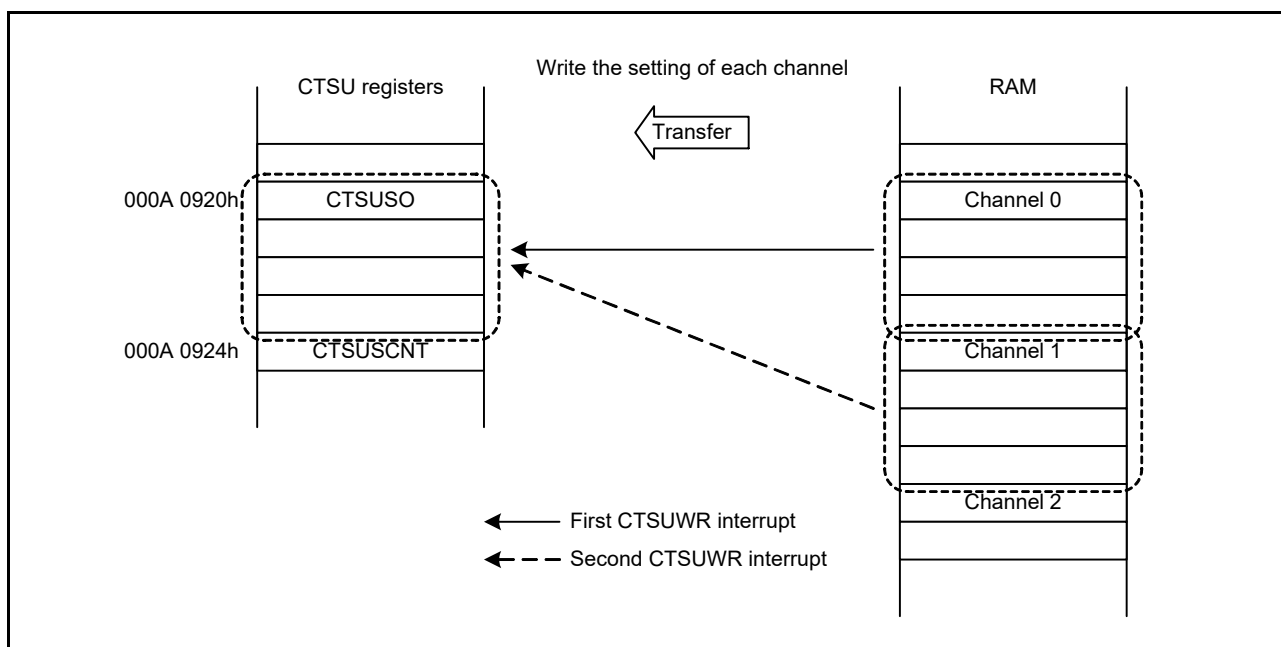 Write the setting of each channel
CTSU registers
RAM
Transfer
000A 0920h
CTSUSO
Channel 0
000A 0924h
CTSUSCNT
Channel 1
Channel 2
First CTSUWR interrupt
Second CTSUWR interrupt